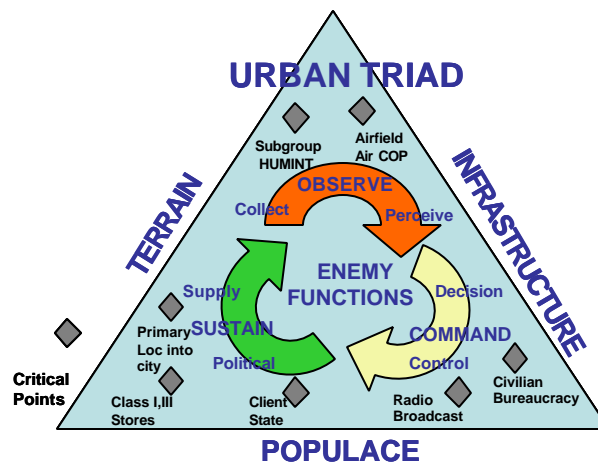 URBAN TRIAD
Subgroup
HUMINT
Airfield
Air COP
OBSERVE
Collect
Perceive
TERRAIN
INFRASTRUCTURE
ENEMY
FUNCTIONS
Supply
Decision
Primary
Loc into
city
SUSTAIN
COMMAND
Political
Control
Critical
Points
Class I,III
Stores
Client
State
Radio
Broadcast
Civilian
Bureaucracy
POPULACE